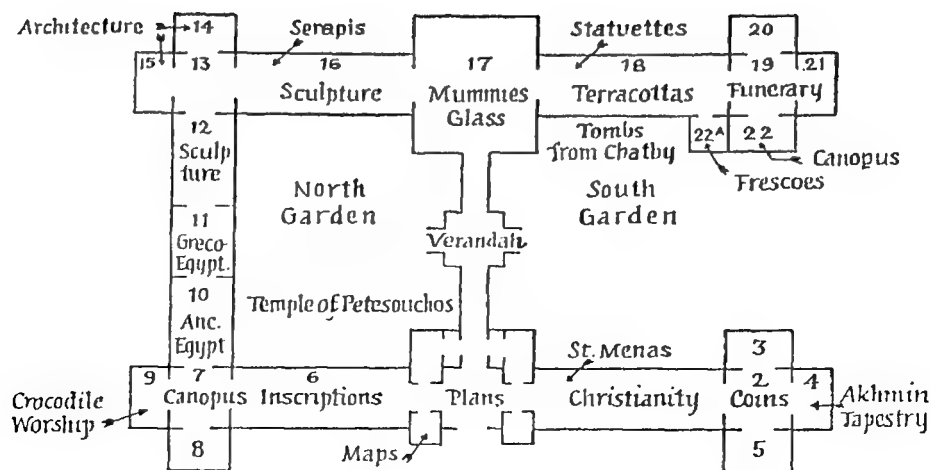 Architecture
14
Serapis
Statuettes
20
15
13
16
17
18
19
21
Sculpture
Mummies
Glass
Terracottas
Funerary
12
Sculp
ture
Tombs
from Chatby
22A
22
Canopus
Frescoes
North
Garden
South
Garden
11
Greco-
Egypt.
Verandah
10
Anc.
Egypt
Temple of Petesouchos
St. Menas
3
9
7
6
2
4
Crocodile
Worship
Canopus
Inscriptions
Plans
Christianity
Coins
Akhmin
Tapestry
8
Maps
5